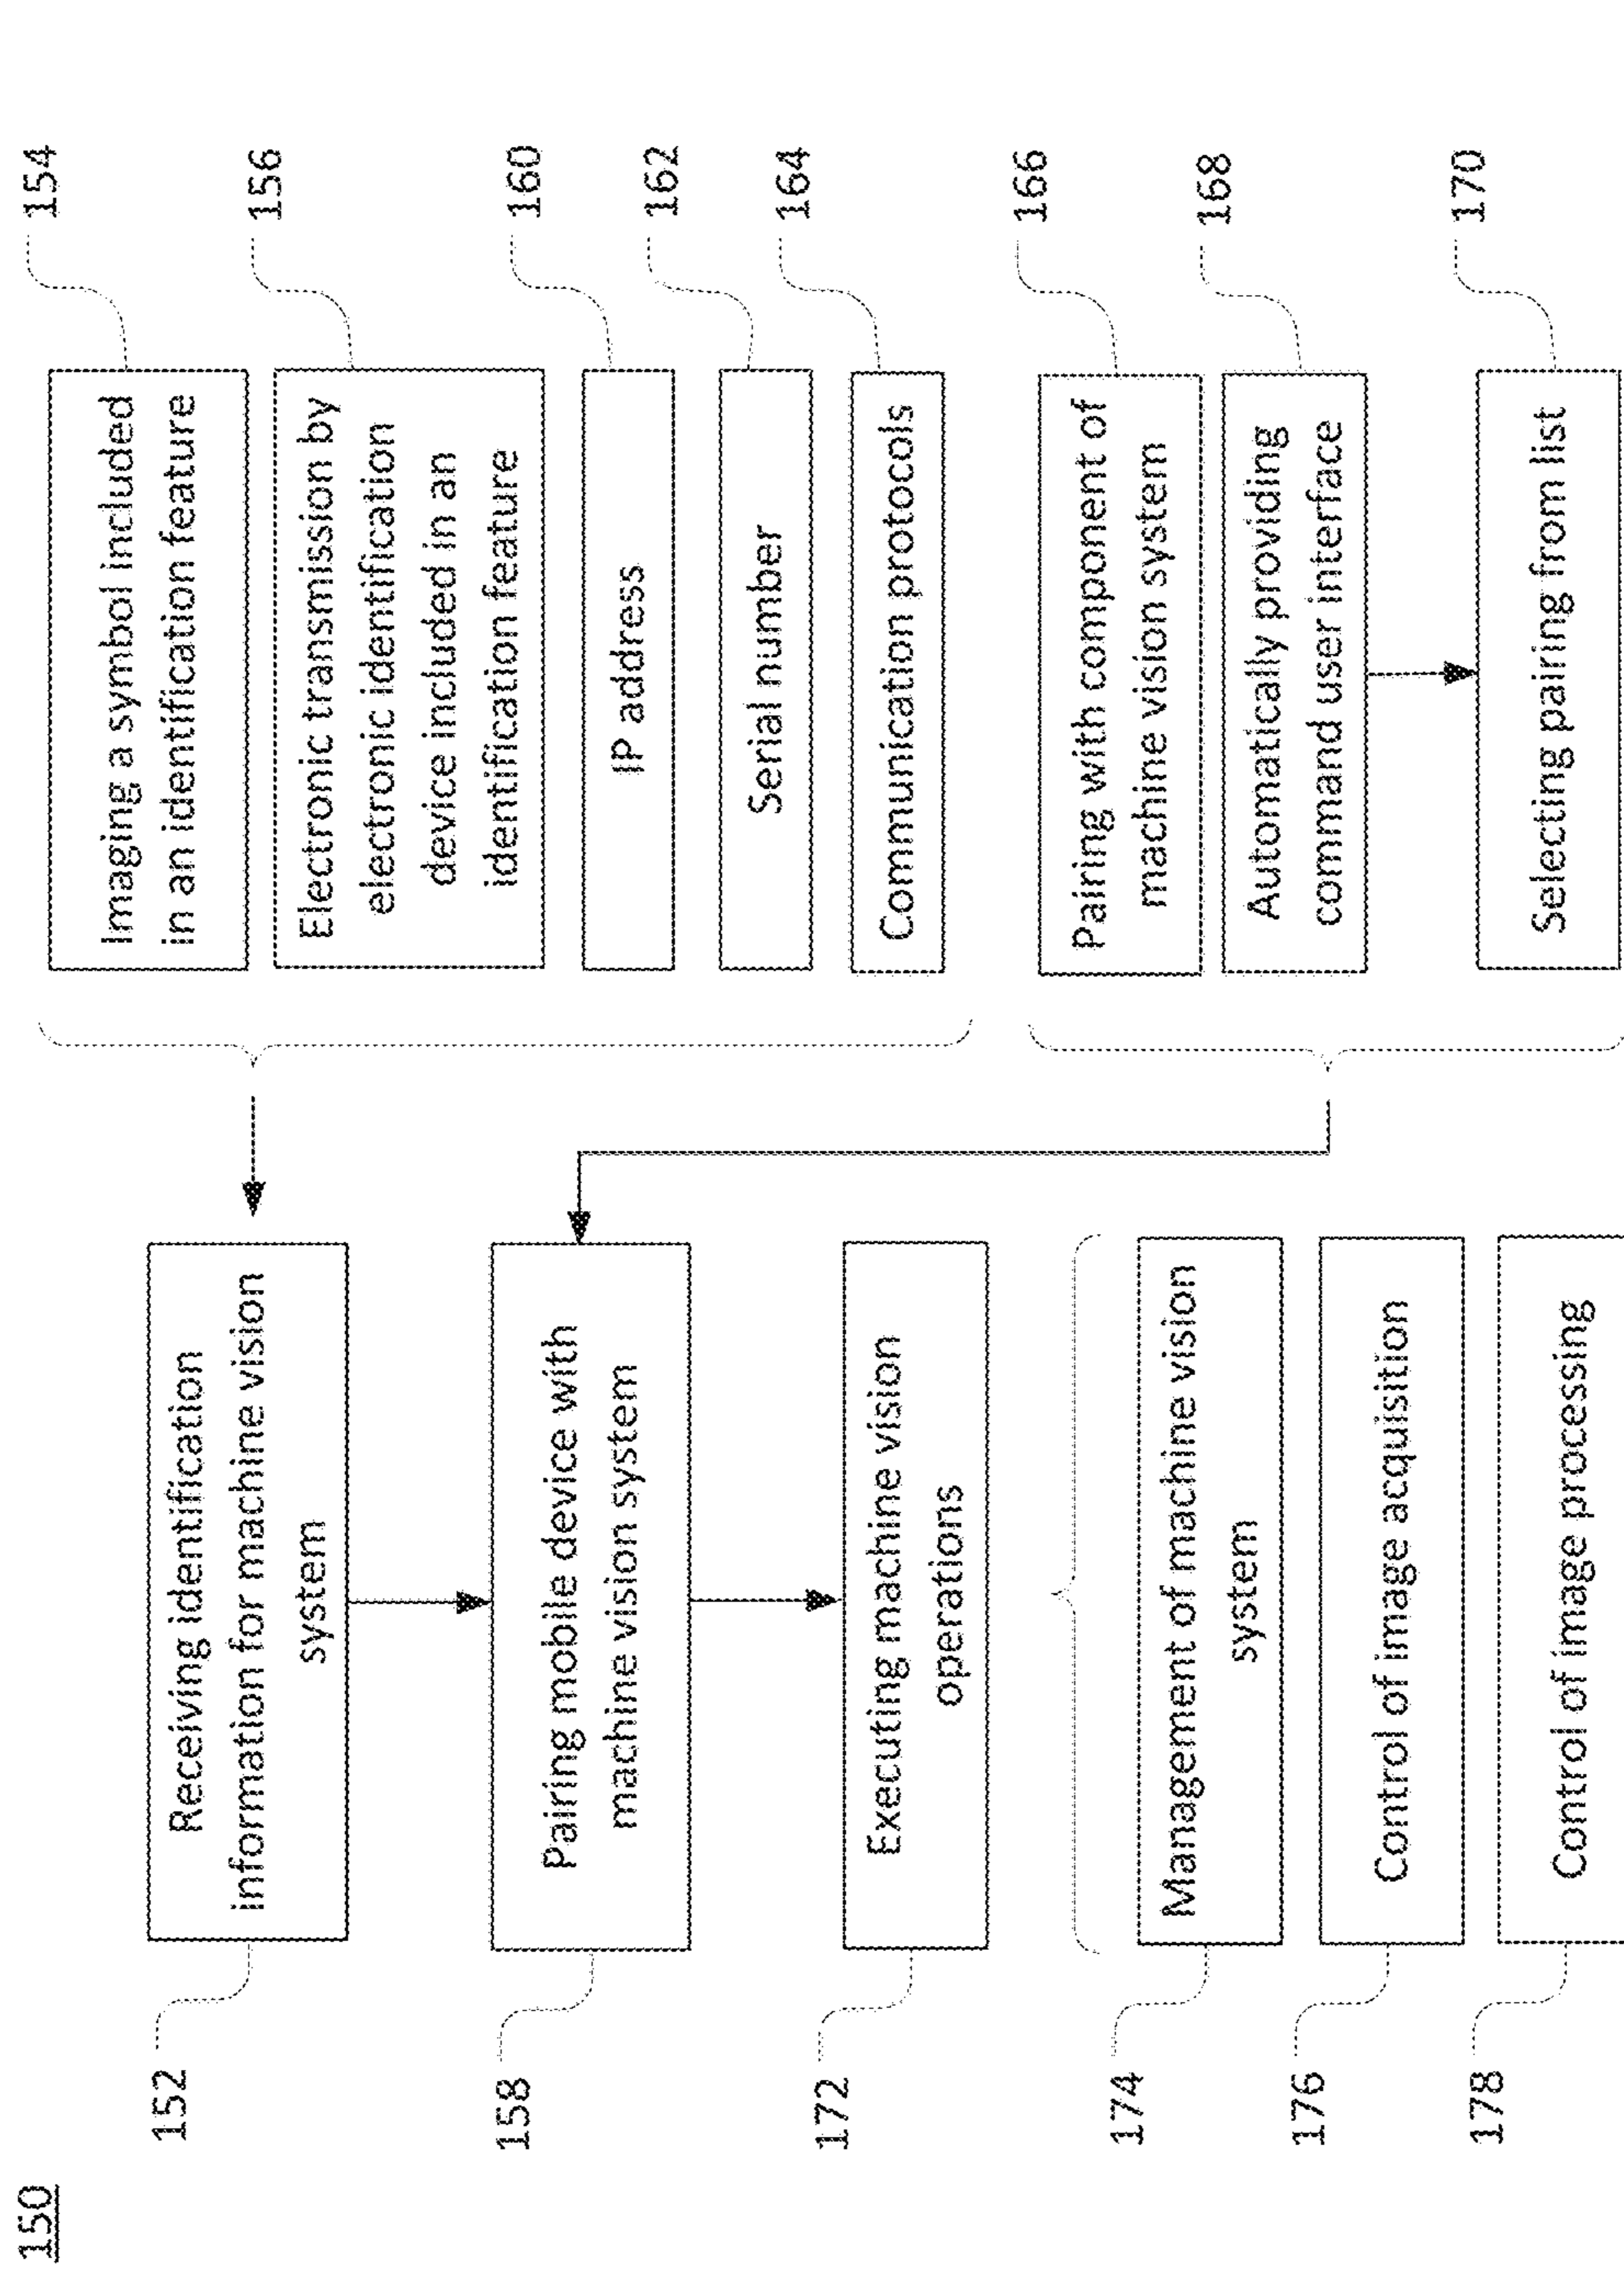 150
152
Receiving identification
information for machine vision
system
158
Pairing mobile device with
machine vision system
172
Executing machine vision
operations
174
Management of machine vision
system
176
Control of image acquisition
178
Control of image processing
Imaging a symbol included
in an identification feature
154
Electronic transmission by
electronic identification
device included in an
identification feature
156
IP address
160
Serial number
162
Communication protocols
164
Pairing with component of
machine vision system
166
Automatically providing
command user interface
168
Selecting pairing from list
170